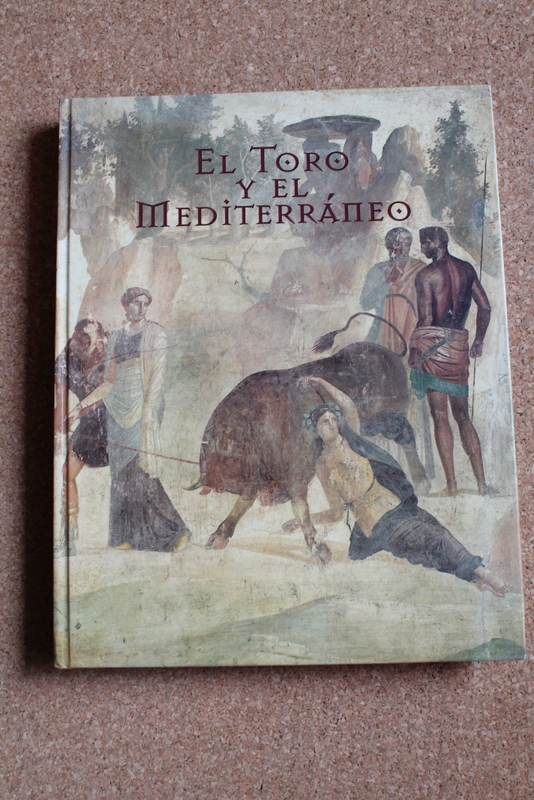 El Toro
y el
Mediterráneo